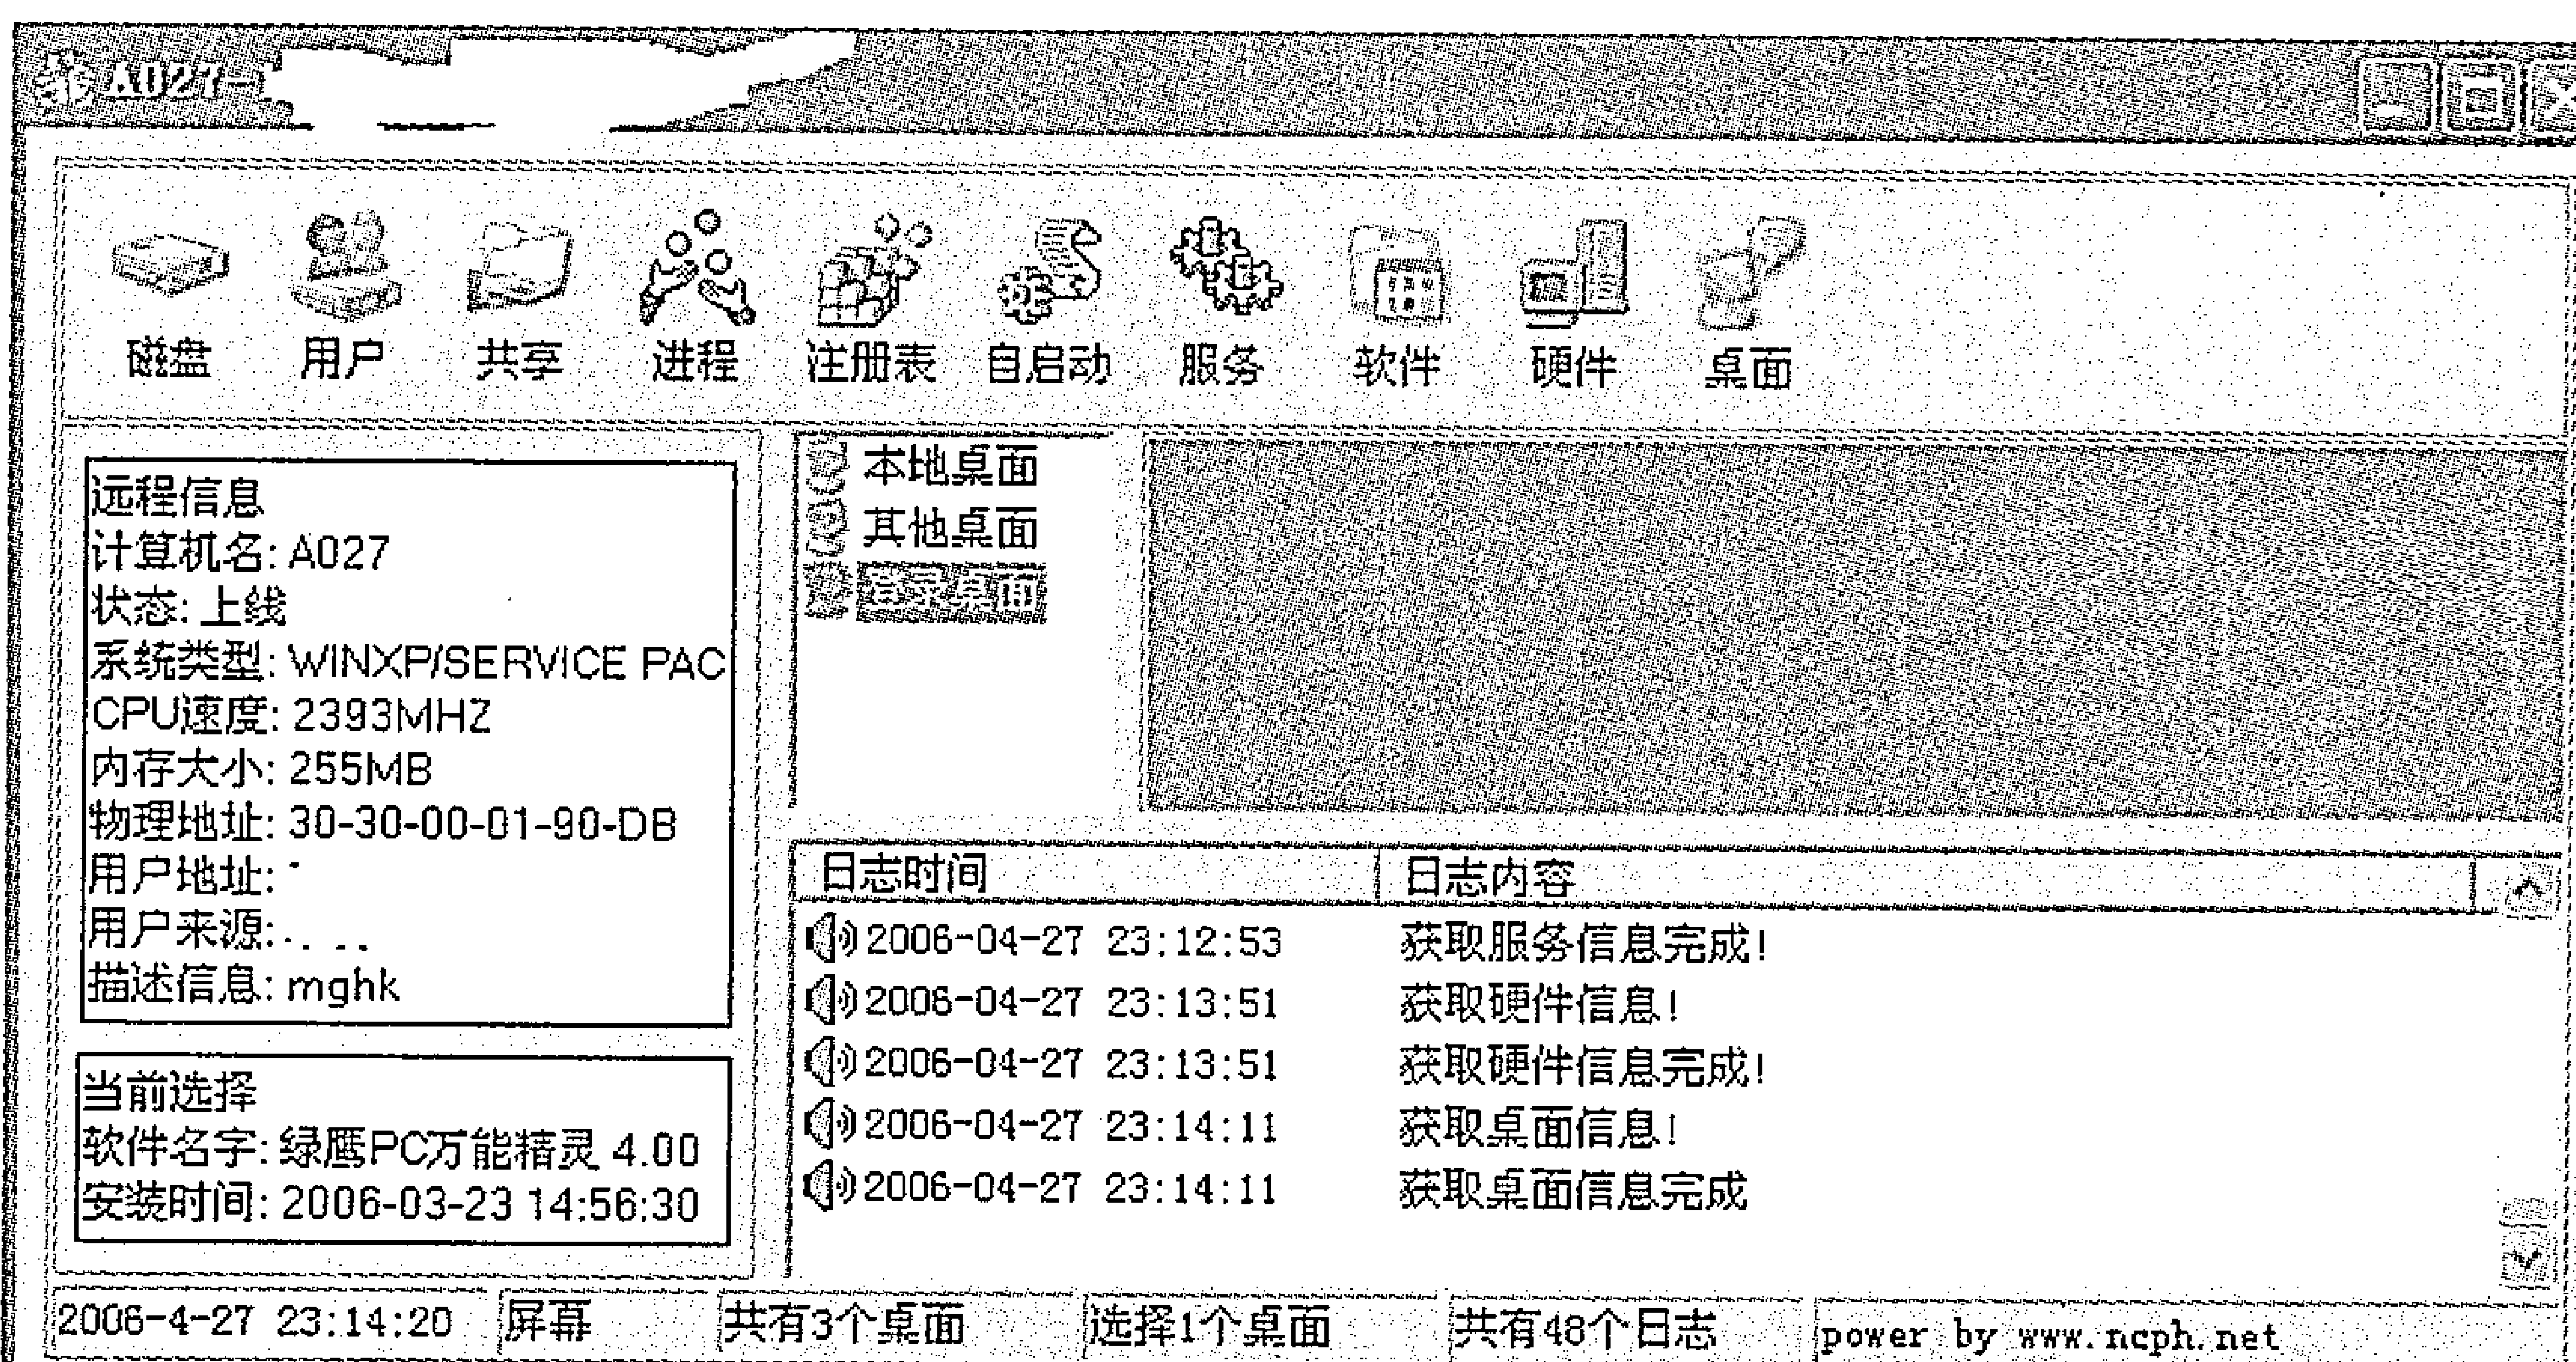 A027-
磁盘 用户 共享 进程 注册表 自启动 服务 软件 硬件 桌面
远程信息
计算机名: A027
状态: 上线
系统类型: WINXP/SERVICE PAC
CPU速度: 2393MHZ
内存大小: 255MB
物理地址: 30-30-00-01-90-DB
用户地址:
用户来源:
描述信息: mghk
当前选择
软件名字: 绿鹰PC万能精灵 4.00
安装时间: 2006-03-23 14:56:30
本地桌面
其他桌面
登录桌面
日志时间 日志内容
2006-04-27 23:12:53 获取服务信息完成!
2006-04-27 23:13:51 获取硬件信息!
2006-04-27 23:13:51 获取硬件信息完成!
2006-04-27 23:14:11 获取桌面信息!
2006-04-27 23:14:11 获取桌面信息完成
2006-4-27 23:14:20 屏幕 共有3个桌面 选择1个桌面 共有48个日志 power by www.ncph.net